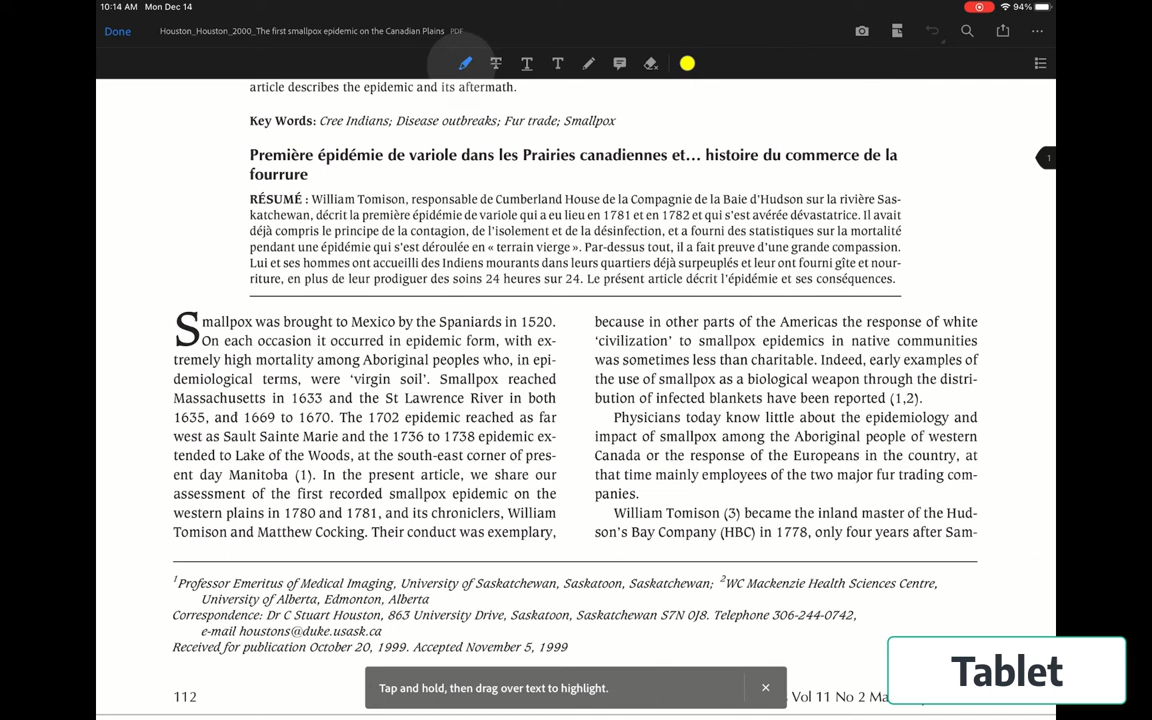 10:14 AM Mon Dec 14
94%
Done
Houston_Houston_2000_The first smallpox epidemic on the Canadian Plains PDF
T T T
article describes the epidemic and its aftermath.
Key Words: Cree Indians; Disease outbreaks; Fur trade; Smallpox
Première épidémie de variole dans les Prairies canadiennes et… histoire du commerce de la
fourrure
1
RÉSUMÉ : William Tomison, responsable de Cumberland House de la Compagnie de la Baie d’Hudson sur la rivière Sas-
katchewan, décrit la première épidémie de variole qui a eu lieu en 1781 et en 1782 et qui s’est avérée dévastatrice. Il avait
déjà compris le principe de la contagion, de l’isolement et de la désinfection, et a fourni des statistiques sur la mortalité
pendant une épidémie qui s’est déroulée en « terrain vierge ». Par-dessus tout, il a fait preuve d’une grande compassion.
Lui et ses hommes ont accueilli des Indiens mourants dans leurs quartiers déjà surpeuplés et leur ont fourni gîte et nour-
riture, en plus de leur prodiguer des soins 24 heures sur 24. Le présent article décrit l’épidémie et ses conséquences.
Smallpox was brought to Mexico by the Spaniards in 1520.
On each occasion it occurred in epidemic form, with ex-
tremely high mortality among Aboriginal peoples who, in epi-
demiological terms, were ‘virgin soil’. Smallpox reached
Massachusetts in 1633 and the St Lawrence River in both
1635, and 1669 to 1670. The 1702 epidemic reached as far
west as Sault Sainte Marie and the 1736 to 1738 epidemic ex-
tended to Lake of the Woods, at the south-east corner of pres-
ent day Manitoba (1). In the present article, we share our
assessment of the first recorded smallpox epidemic on the
western plains in 1780 and 1781, and its chroniclers, William
Tomison and Matthew Cocking. Their conduct was exemplary,
because in other parts of the Americas the response of white
‘civilization’ to smallpox epidemics in native communities
was sometimes less than charitable. Indeed, early examples of
the use of smallpox as a biological weapon through the distri-
bution of infected blankets have been reported (1,2).
Physicians today know little about the epidemiology and
impact of smallpox among the Aboriginal people of western
Canada or the response of the Europeans in the country, at
that time mainly employees of the two major fur trading com-
panies.
William Tomison (3) became the inland master of the Hud-
son’s Bay Company (HBC) in 1778, only four years after Sam-
1Professor Emeritus of Medical Imaging, University of Saskatchewan, Saskatoon, Saskatchewan; 2WC Mackenzie Health Sciences Centre,
University of Alberta, Edmonton, Alberta
Correspondence: Dr C Stuart Houston, 863 University Drive, Saskatoon, Saskatchewan S7N 0J8. Telephone 306-244-0742,
e-mail houstons@duke.usask.ca
Received for publication October 20, 1999. Accepted November 5, 1999
112
Tap and hold, then drag over text to highlight.
Vol 11 No 2
Tablet